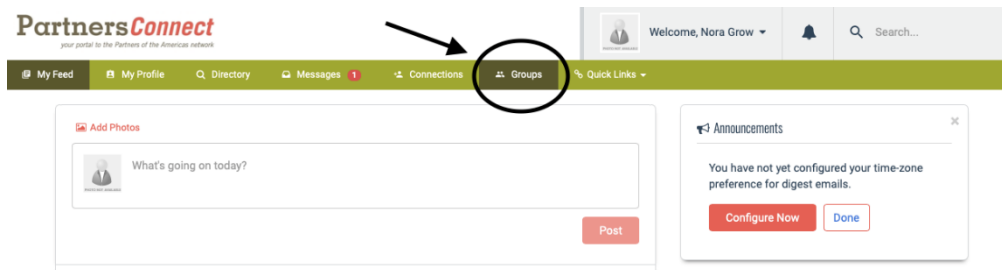 PartnersConnect
your portal to the Partners of the Americas network
Welcome, Nora Grow
Search...
My Feed My Profile Directory Messages 1 Connections Groups Quick Links
Add Photos
What's going on today?
Post
Announcements
×
You have not yet configured your time-zone
preference for digest emails.
Configure Now Done